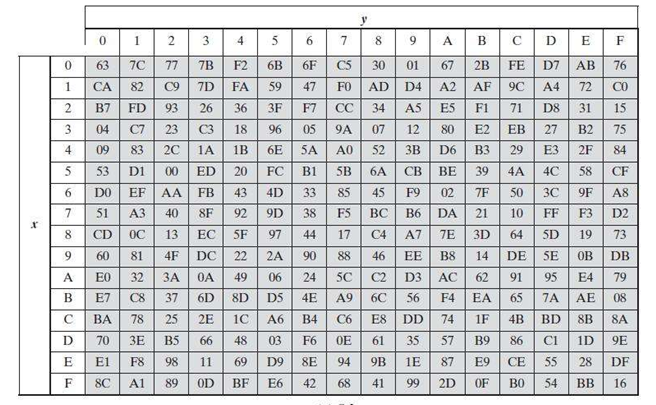 y
0 1 2 3 4 5 6 7 8 9 A B C D E F
0 63 7C 77 7B F2 6B 6F C5 30 01 67 2B FE D7 AB 76
1 CA 82 C9 7D FA 59 47 F0 AD D4 A2 AF 9C A4 72 C0
2 B7 FD 93 26 36 3F F7 CC 34 A5 E5 F1 71 D8 31 15
3 04 C7 23 C3 18 96 05 9A 07 12 80 E2 EB 27 B2 75
4 09 83 2C 1A 1B 6E 5A A0 52 3B D6 B3 29 E3 2F 84
5 53 D1 00 ED 20 FC B1 5B 6A CB BE 39 4A 4C 58 CF
6 D0 EF AA FB 43 4D 33 85 45 F9 02 7F 50 3C 9F A8
7 51 A3 40 8F 92 9D 38 F5 BC B6 DA 21 10 FF F3 D2
x 8 CD 0C 13 EC 5F 97 44 17 C4 A7 7E 3D 64 5D 19 73
9 60 81 4F DC 22 2A 90 88 46 EE B8 14 DE 5E 0B DB
A E0 32 3A 0A 49 06 24 5C C2 D3 AC 62 91 95 E4 79
B E7 C8 37 6D 8D D5 4E A9 6C 56 F4 EA 65 7A AE 08
C BA 78 25 2E 1C A6 B4 C6 E8 DD 74 1F 4B BD 8B 8A
D 70 3E B5 66 48 03 F6 0E 61 35 57 B9 86 C1 1D 9E
E E1 F8 98 11 69 D9 8E 94 9B 1E 87 E9 CE 55 28 DF
F 8C A1 89 0D BF E6 42 68 41 99 2D 0F B0 54 BB 16